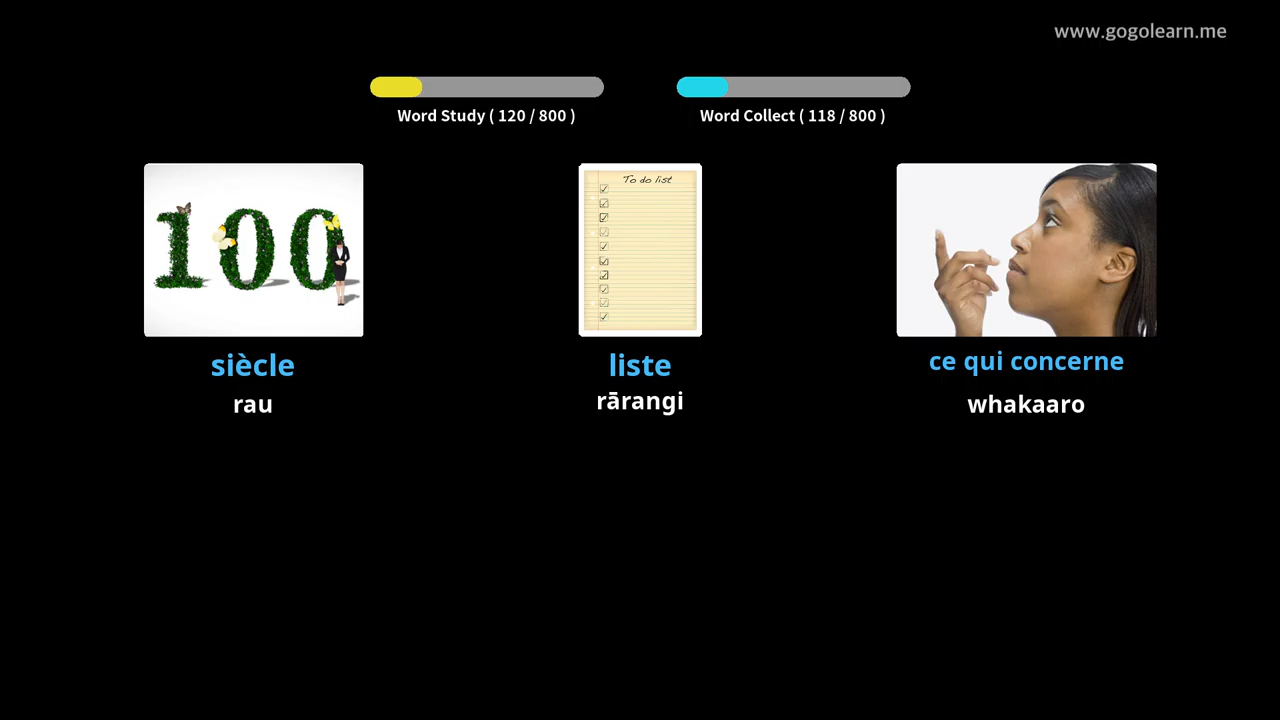 www.gogolearn.me
Word Study ( 120 / 800 )
Word Collect ( 118 / 800 )
100
To do list
siècle
liste
ce qui concerne
rau
rārangi
whakaaro